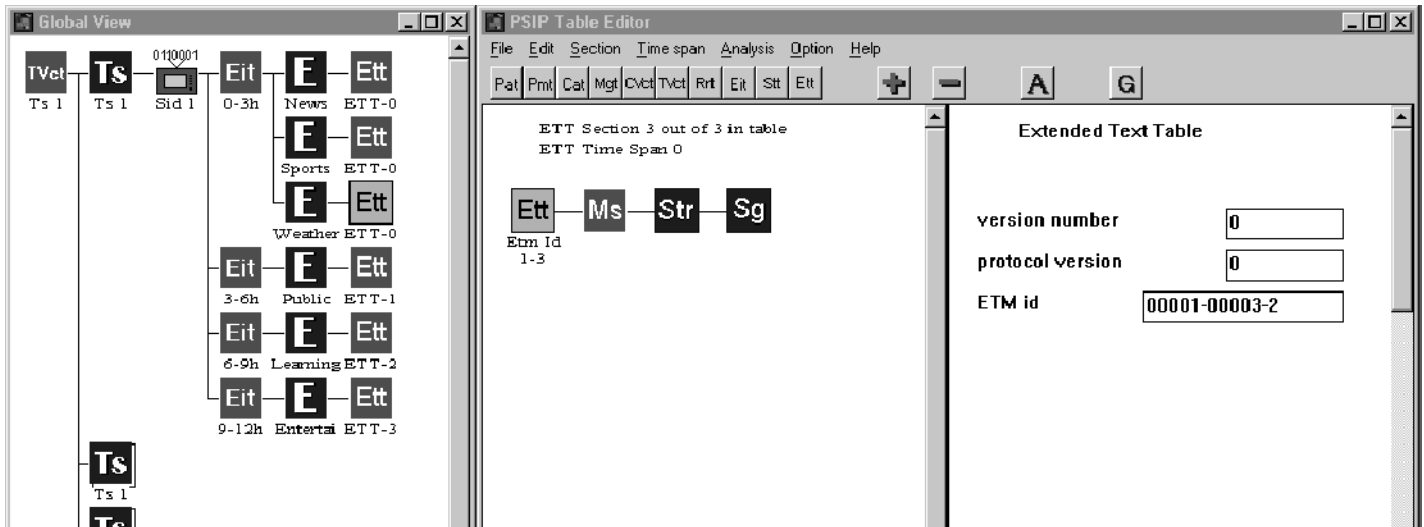 Global View
TVct Ts 0110001 Eit E Ett
Ts 1 Ts 1 Sid 1 0-3h News ETT-0
E Ett
Sports ETT-0
E Ett
Weather ETT-0
Eit E Ett
3-6h Public ETT-1
Eit E Ett
6-9h Learning ETT-2
Eit E Ett
9-12h Entertai ETT-3
Ts
Ts 1
Ts
PSIP Table Editor
File Edit Section Time span Analysis Option Help
Pat Pmt Cat Mgt CVct TVct Rrt Eit Stt Ett + - A G
ETT Section 3 out of 3 in table
ETT Time Span 0
Ett Ms Str Sg
Etm Id
1-3
Extended Text Table
version number 0
protocol version 0
ETM id 00001-00003-2